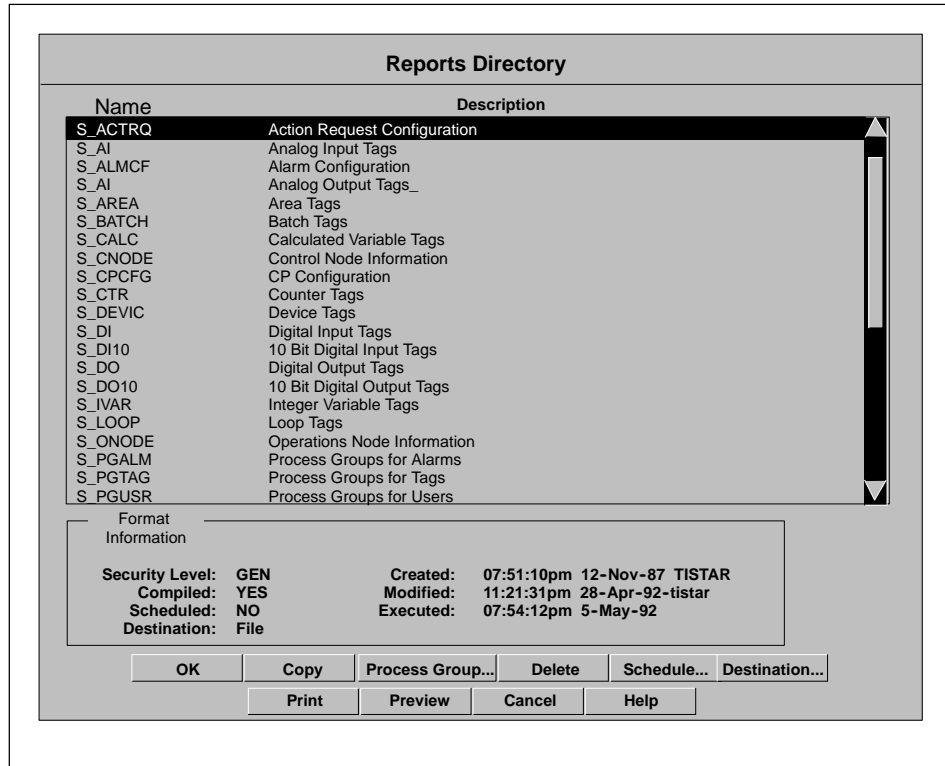 Reports Directory
Name Description
S_ACTRQ Action Request Configuration
S_AI Analog Input Tags
S_ALMCF Alarm Configuration
S_AI Analog Output Tags_
S_AREA Area Tags
S_BATCH Batch Tags
S_CALC Calculated Variable Tags
S_CNODE Control Node Information
S_CPCFG CP Configuration
S_CTR Counter Tags
S_DEVIC Device Tags
S_DI Digital Input Tags
S_DI10 10 Bit Digital Input Tags
S_DO Digital Output Tags
S_DO10 10 Bit Digital Output Tags
S_IVAR Integer Variable Tags
S_LOOP Loop Tags
S_ONODE Operations Node Information
S_PGALM Process Groups for Alarms
S_PGTAG Process Groups for Tags
S_PGUSR Process Groups for Users
Format
Information
Security Level: GEN Created: 07:51:10pm 12-Nov-87 TISTAR
Compiled: YES Modified: 11:21:31pm 28-Apr-92-tistar
Scheduled: NO Executed: 07:54:12pm 5-May-92
Destination: File
OK Copy Process Group... Delete Schedule... Destination...
Print Preview Cancel Help